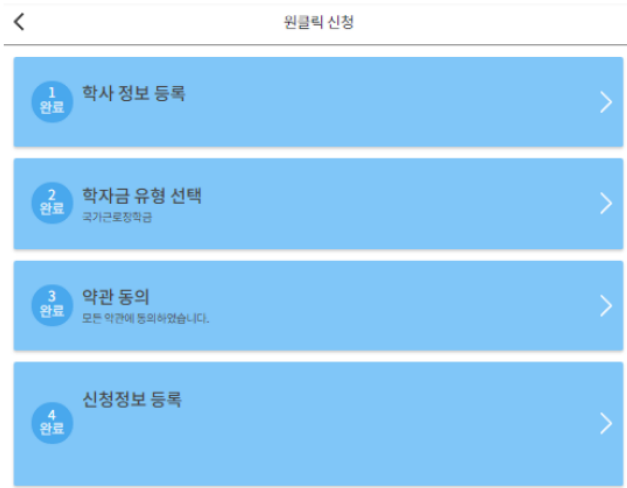 원클릭 신청
1
완료
학사 정보 등록
2
완료
학자금 유형 선택
국가근로장학금
3
완료
약관 동의
모든 약관에 동의하였습니다.
4
완료
신청정보 등록